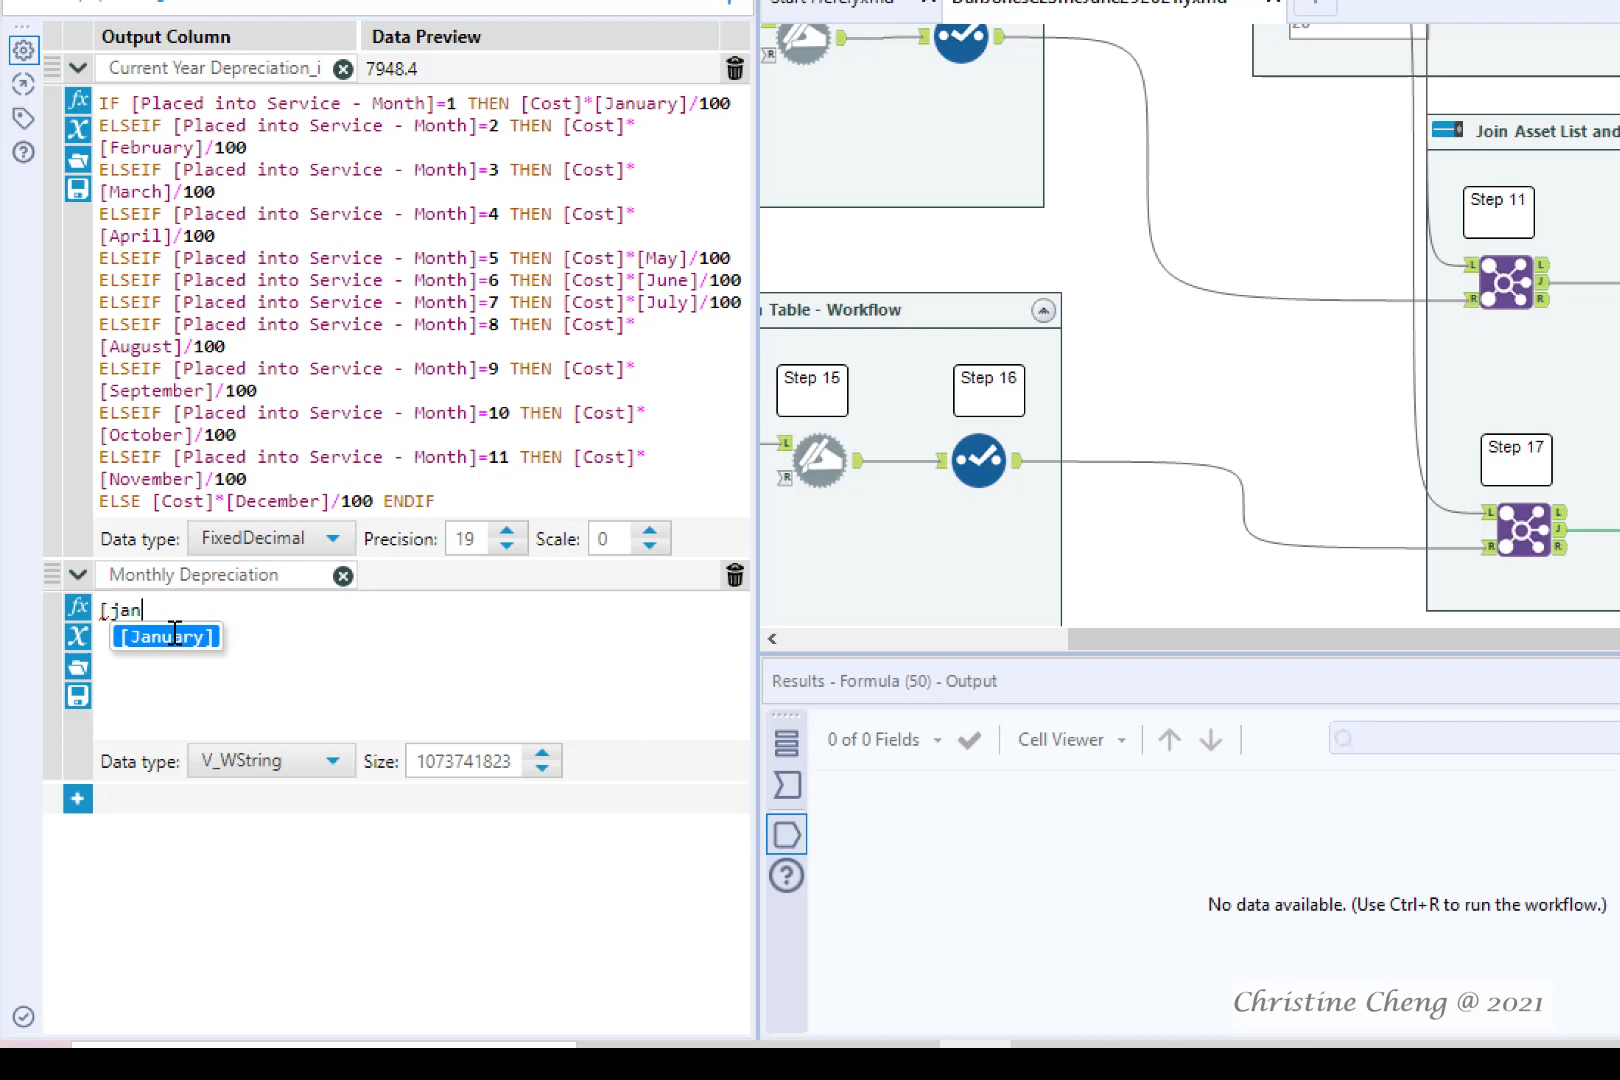 Output Column
Data Preview
Current Year Depreciation_i
7948.4
IF [Placed into Service - Month]=1 THEN [Cost]*[January]/100
ELSEIF [Placed into Service - Month]=2 THEN [Cost]*
[February]/100
ELSEIF [Placed into Service - Month]=3 THEN [Cost]*
[March]/100
ELSEIF [Placed into Service - Month]=4 THEN [Cost]*
[April]/100
ELSEIF [Placed into Service - Month]=5 THEN [Cost]*[May]/100
ELSEIF [Placed into Service - Month]=6 THEN [Cost]*[June]/100
ELSEIF [Placed into Service - Month]=7 THEN [Cost]*[July]/100
ELSEIF [Placed into Service - Month]=8 THEN [Cost]*
[August]/100
ELSEIF [Placed into Service - Month]=9 THEN [Cost]*
[September]/100
ELSEIF [Placed into Service - Month]=10 THEN [Cost]*
[October]/100
ELSEIF [Placed into Service - Month]=11 THEN [Cost]*
[November]/100
ELSE [Cost]*[December]/100 ENDIF
Data type: FixedDecimal Precision: 19 Scale: 0
Monthly Depreciation
[jan
[January]
Data type: V_WString Size: 1073741823
Join Asset List and
Step 11
Table - Workflow
Step 15
Step 16
Step 17
Results - Formula (50) - Output
0 of 0 Fields
Cell Viewer
No data available. (Use Ctrl+R to run the workflow.)
Christine Cheng @ 2021